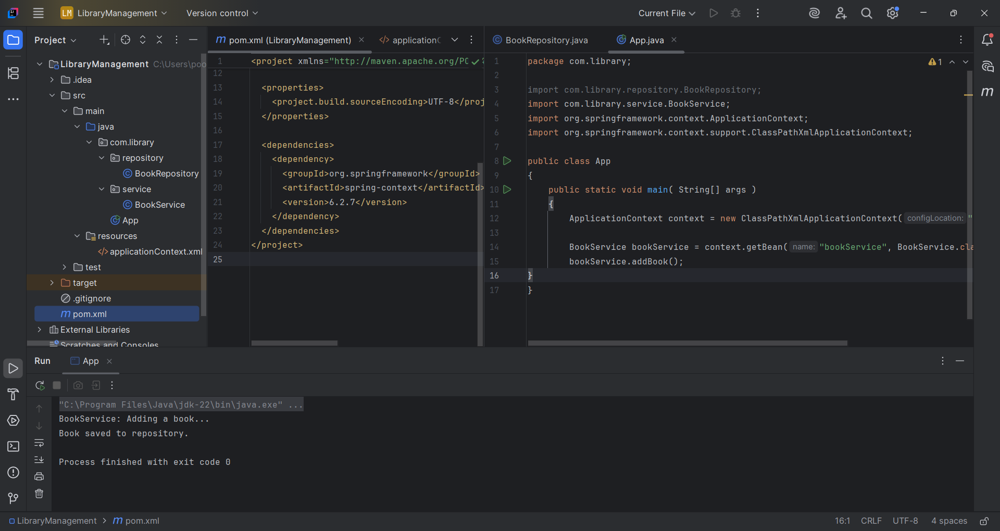 LM LibraryManagement
Version control
Current File
Project
LibraryManagement C:\Users\poo
.idea
src
main
java
com.library
repository
BookRepository
service
BookService
App
resources
applicationContext.xml
test
target
.gitignore
m pom.xml
External Libraries
Scratches and Consoles
m pom.xml (LibraryManagement)
application
1 <project xmlns="http://maven.apache.org/PO
12
13 <properties>
14 <project.build.sourceEncoding>UTF-8</proj
15 </properties>
16
17 <dependencies>
18 <dependency>
19 <groupId>org.springframework</groupId>
20 <artifactId>spring-context</artifactId>
21 <version>6.2.7</version>
22 </dependency>
23 </dependencies>
24 </project>
25
BookRepository.java
App.java
1 package com.library;
1
2
3 import com.library.repository.BookRepository;
4 import com.library.service.BookService;
5 import org.springframework.context.ApplicationContext;
6 import org.springframework.context.support.ClassPathXmlApplicationContext;
7
8 public class App
9 {
10 public static void main( String[] args )
11 {
12 ApplicationContext context = new ClassPathXmlApplicationContext( configLocation: "
13
14 BookService bookService = context.getBean( name: "bookService", BookService.cla
15 bookService.addBook();
16 }
17 }
m
Run
App
"C:\Program Files\Java\jdk-22\bin\java.exe" ...
BookService: Adding a book...
Book saved to repository.
Process finished with exit code 0
LibraryManagement > m pom.xml
16:1 CRLF UTF-8 4 spaces